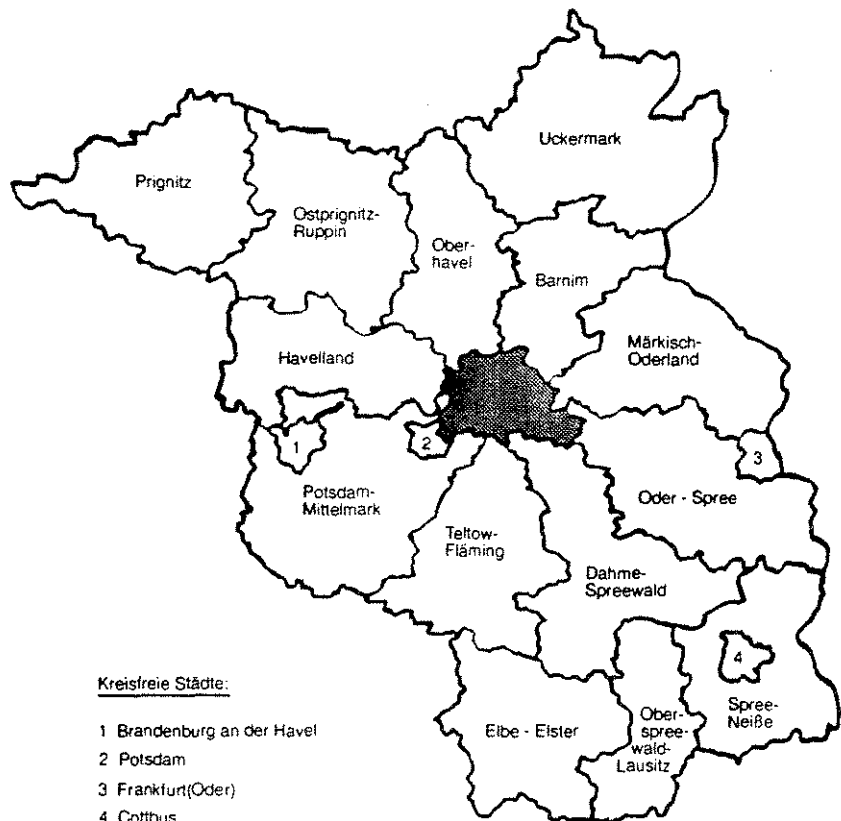 Uckermark
Prignitz
Ostprignitz-
Ruppin
Ober-
havel
Barnim
Märkisch-
Oderland
Havelland
1
2
3
Potsdam-
Mittelmark
Oder - Spree
Teltow-
Fläming
Dahme-
Spreewald
4
Spree-
Neiße
Elbe - Elster
Ober-
spree-
wald-
Lausitz
Kreisfreie Städte:
1 Brandenburg an der Havel
2 Potsdam
3 Frankfurt(Oder)
4 Cottbus